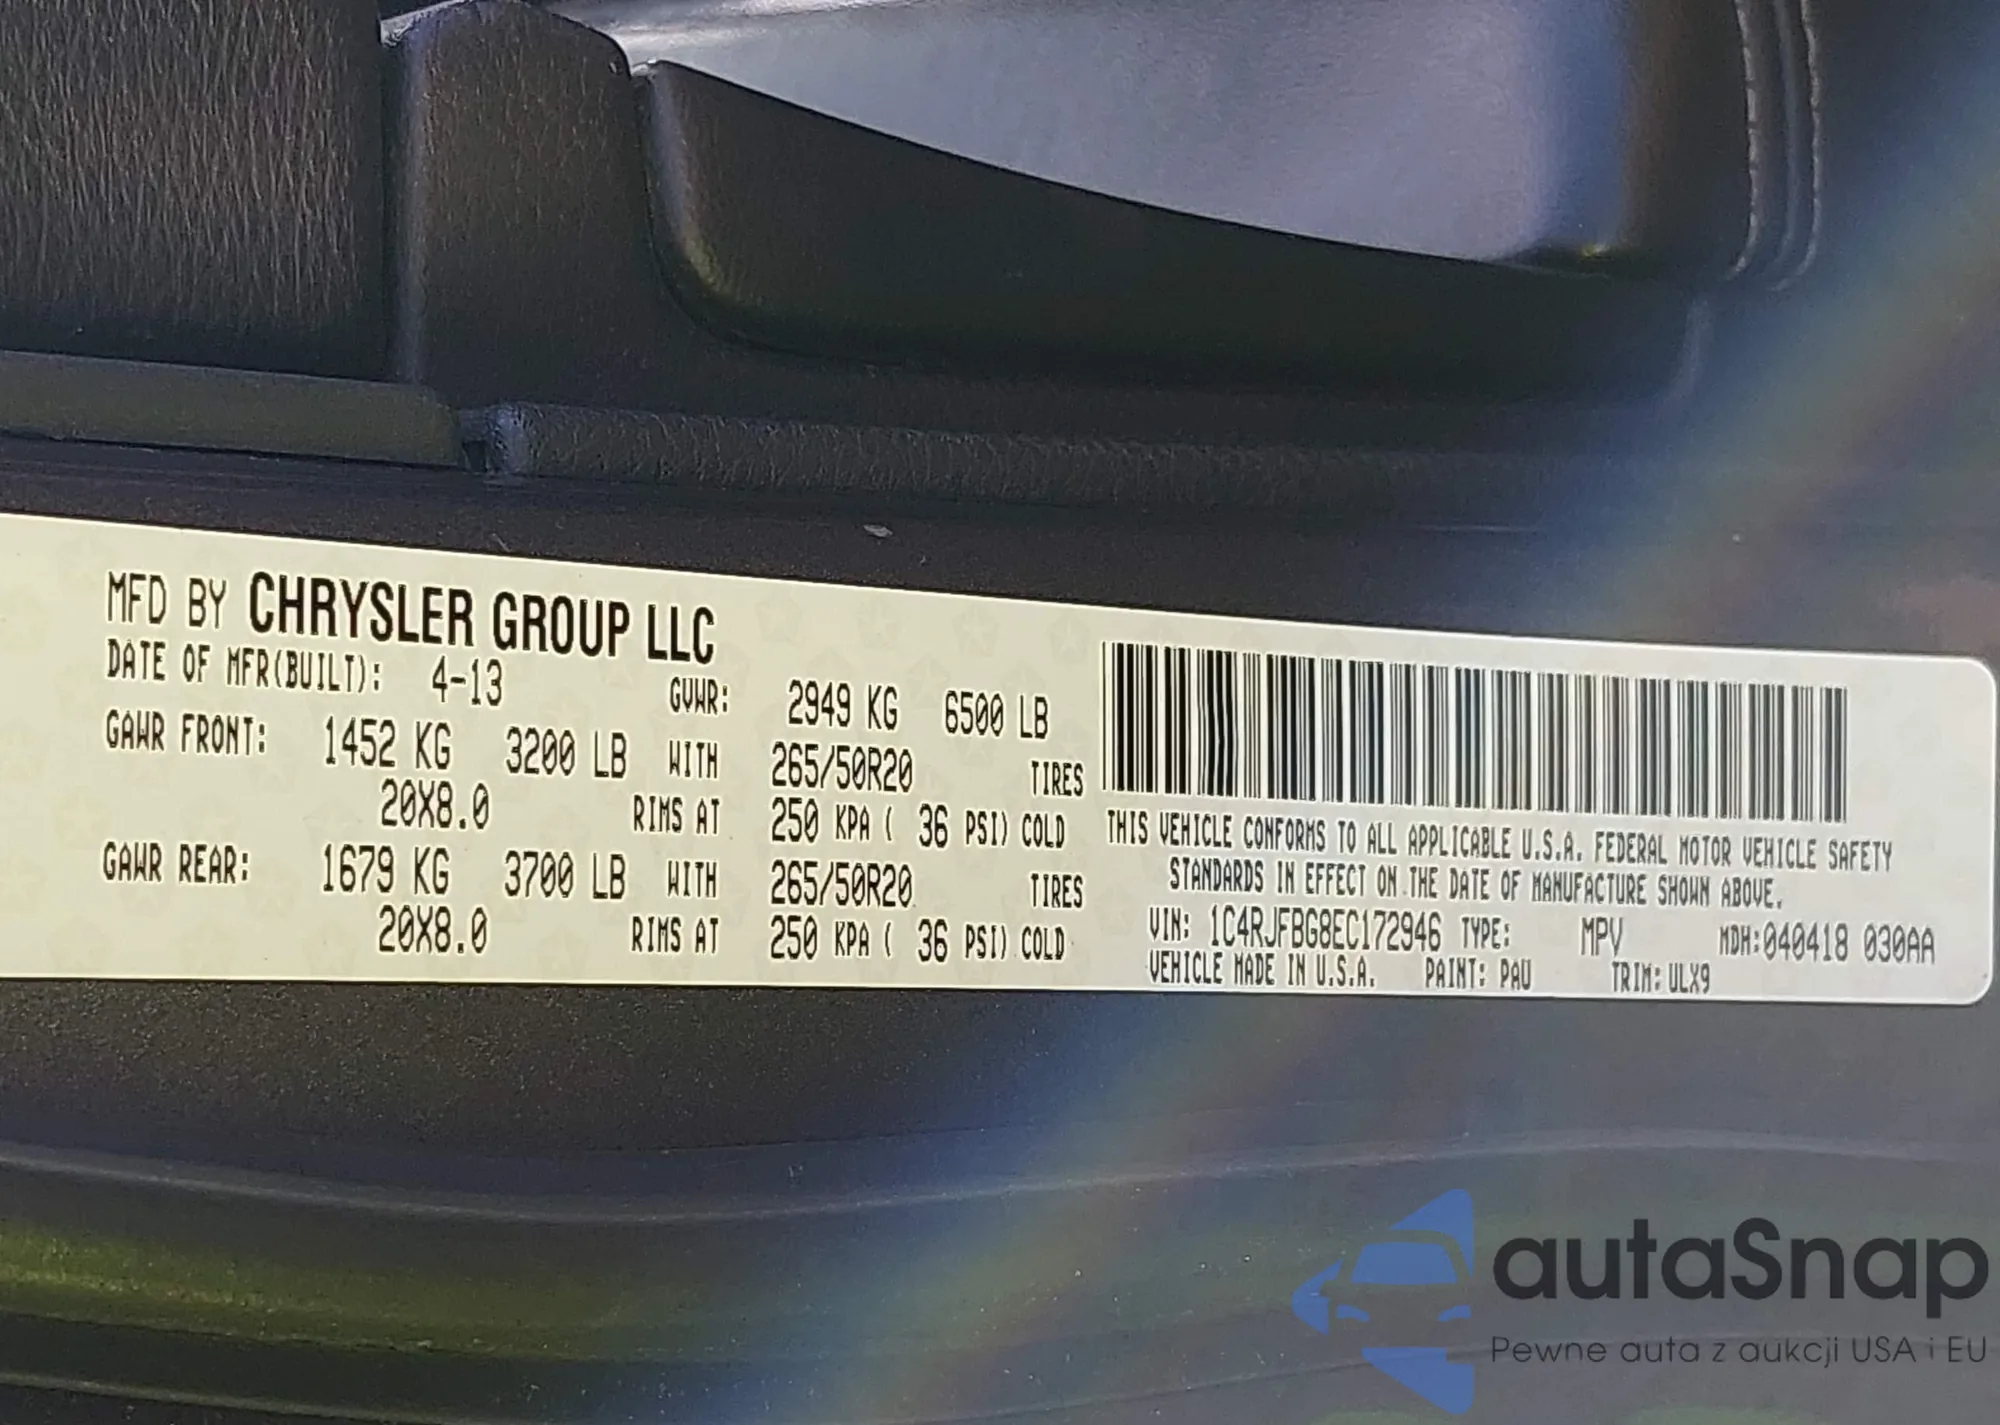 MFD BY CHRYSLER GROUP LLC
DATE OF MFR(BUILT): 4-13 GVWR: 2949 KG 6500 LB
GAWR FRONT: 1452 KG 3200 LB WITH 265/50R20 TIRES
20X8.0 RIMS AT 250 KPA ( 36 PSI) COLD
GAWR REAR: 1679 KG 3700 LB WITH 265/50R20 TIRES
20X8.0 RIMS AT 250 KPA ( 36 PSI) COLD
THIS VEHICLE CONFORMS TO ALL APPLICABLE U.S.A. FEDERAL MOTOR VEHICLE SAFETY
STANDARDS IN EFFECT ON THE DATE OF MANUFACTURE SHOWN ABOVE.
VIN: 1C4RJFBG8EC172946 TYPE: MPV MDH:040418 030AA
VEHICLE MADE IN U.S.A. PAINT: PAU TRIM: ULX9
autaSnap
Pewne auta z aukcji USA i EU